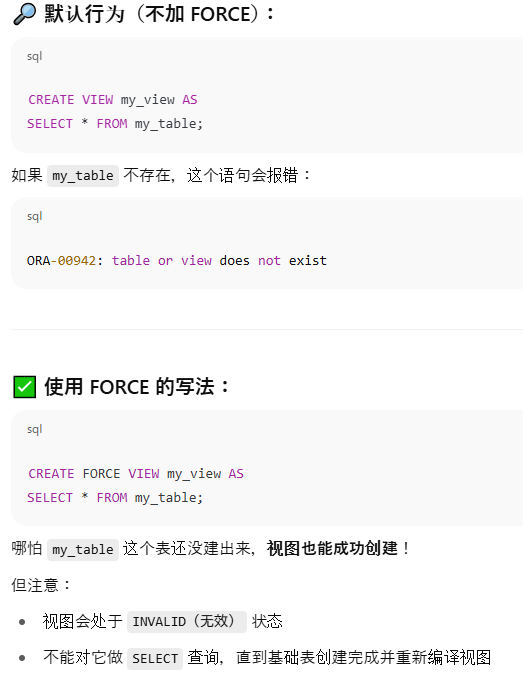 🔎 默认行为（不加 FORCE）：
sql
CREATE VIEW my_view AS
SELECT * FROM my_table;
如果 my_table 不存在，这个语句会报错：
sql
ORA-00942: table or view does not exist
✅ 使用 FORCE 的写法：
sql
CREATE FORCE VIEW my_view AS
SELECT * FROM my_table;
哪怕 my_table 这个表还没建出来，视图也能成功创建！
但注意：
• 视图会处于 INVALID（无效） 状态
• 不能对它做 SELECT 查询，直到基础表创建完成并重新编译视图